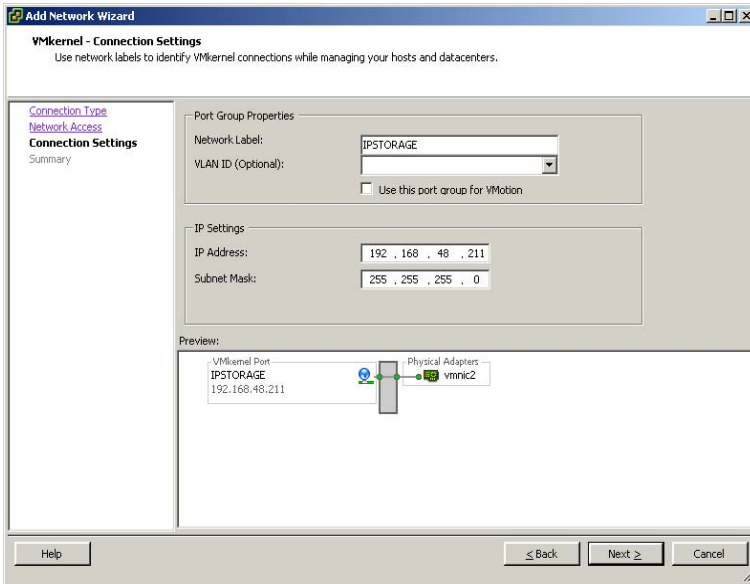 Add Network Wizard
VMkernel - Connection Settings
Use network labels to identify VMkernel connections while managing your hosts and datacenters.
Connection Type
Network Access
Connection Settings
Summary
Port Group Properties
Network Label:
IPSTORAGE
VLAN ID (Optional):
Use this port group for VMotion
IP Settings
IP Address:
192 . 168 . 48 . 211
Subnet Mask:
255 . 255 . 255 . 0
Preview:
VMkernel Port
IPSTORAGE
192.168.48.211
Physical Adapters
vmnic2
Help
< Back
Next >
Cancel